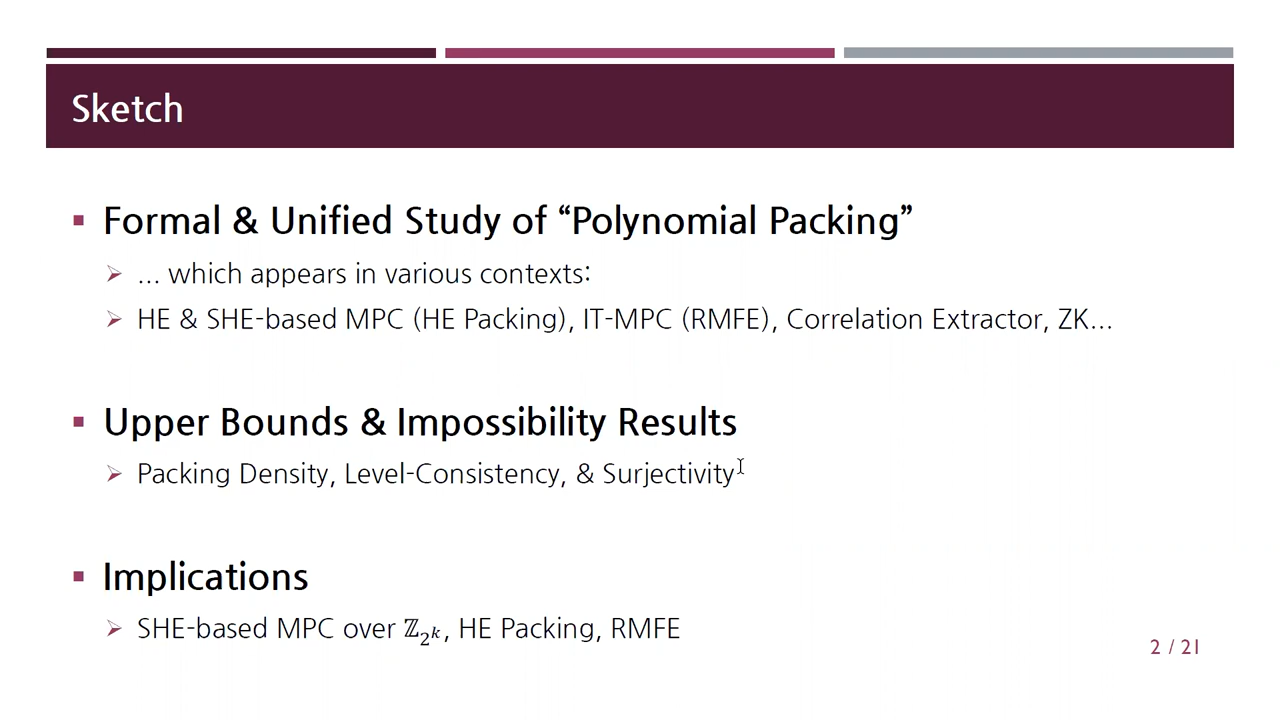 Sketch
Formal & Unified Study of “Polynomial Packing”
... which appears in various contexts:
HE & SHE-based MPC (HE Packing), IT-MPC (RMFE), Correlation Extractor, ZK...
Upper Bounds & Impossibility Results
Packing Density, Level-Consistency, & Surjectivity
Implications
SHE-based MPC over ℤ_{2^k}, HE Packing, RMFE
2 / 21